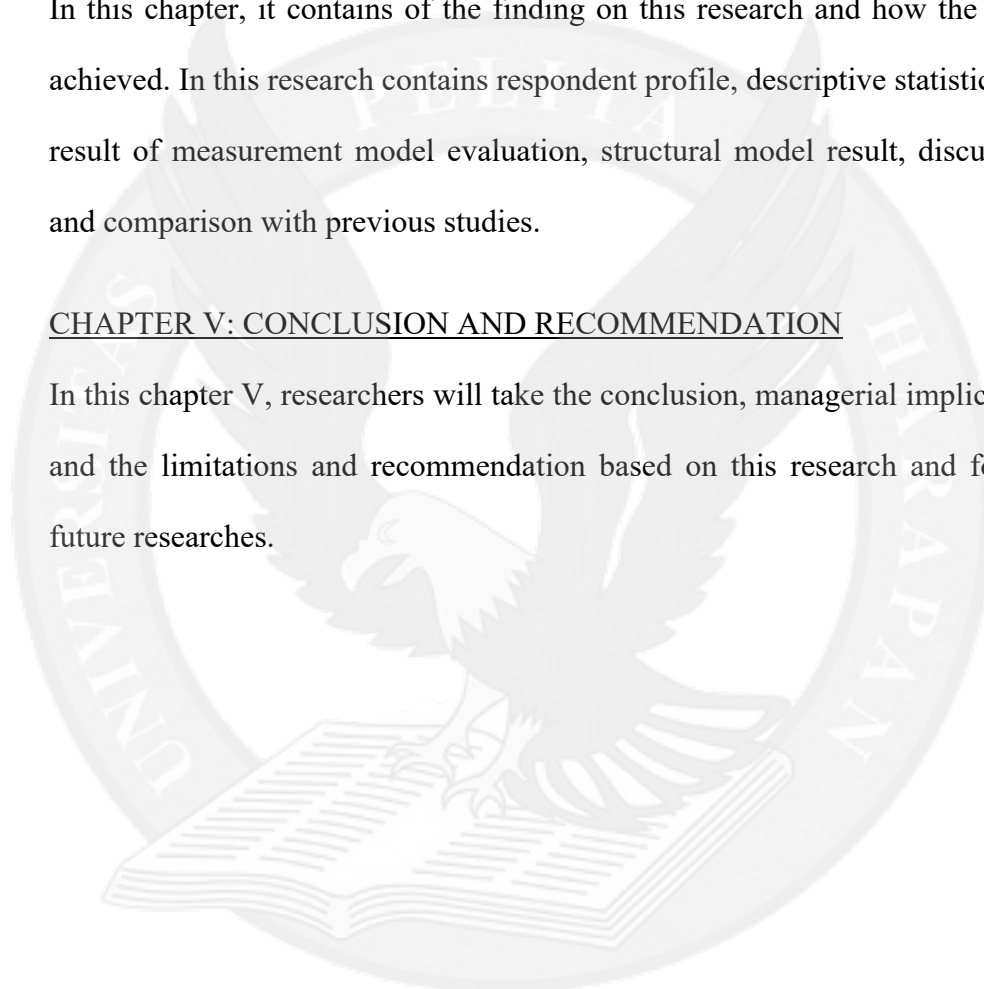 In this chapter, it contains of the finding on this research and how the
achieved. In this research contains respondent profile, descriptive
result of measurement model evaluation, structural model result,
and comparison with previous studies.
CHAPTER V: CONCLUSION AND RECOMMENDATION
In this chapter V, researchers will take the conclusion, managerial
and the limitations and recommendation based on this research and
future researches.
UNIVERSITAS PELITA HARAPAN